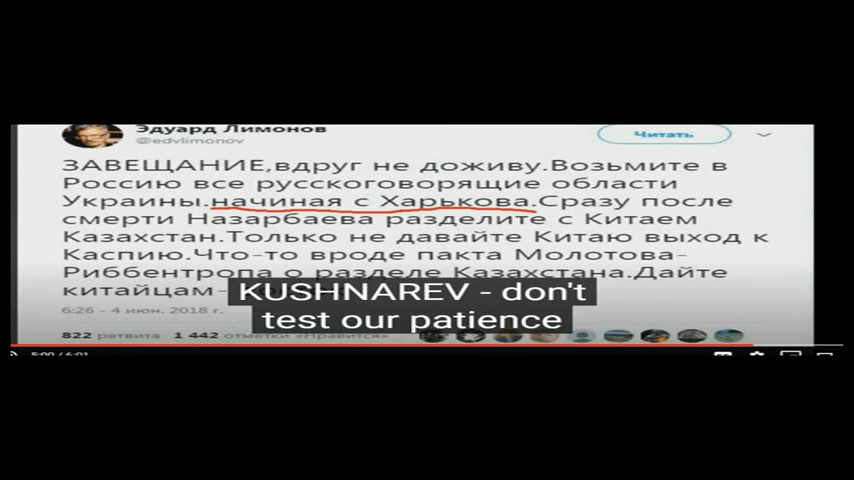 Эдуард Лимонов
@edvlimonov
Читать
ЗАВЕЩАНИЕ,вдруг не доживу.Возьмите в
Россию все русскоговорящие области
Украины.начиная с Харькова.Сразу после
смерти Назарбаева разделите с Китаем
Казахстан.Только не давайте Китаю выход к
Каспию.Что-то вроде пакта Молотова-
Риббентропа о разделе Казахстана.Дайте
китайцам-
KUSHNAREV - don't
test our patience
6:26 - 4 июн. 2018 г.
822 ретвита 1 442 отметки «Нравится»
5:00 / 6:01